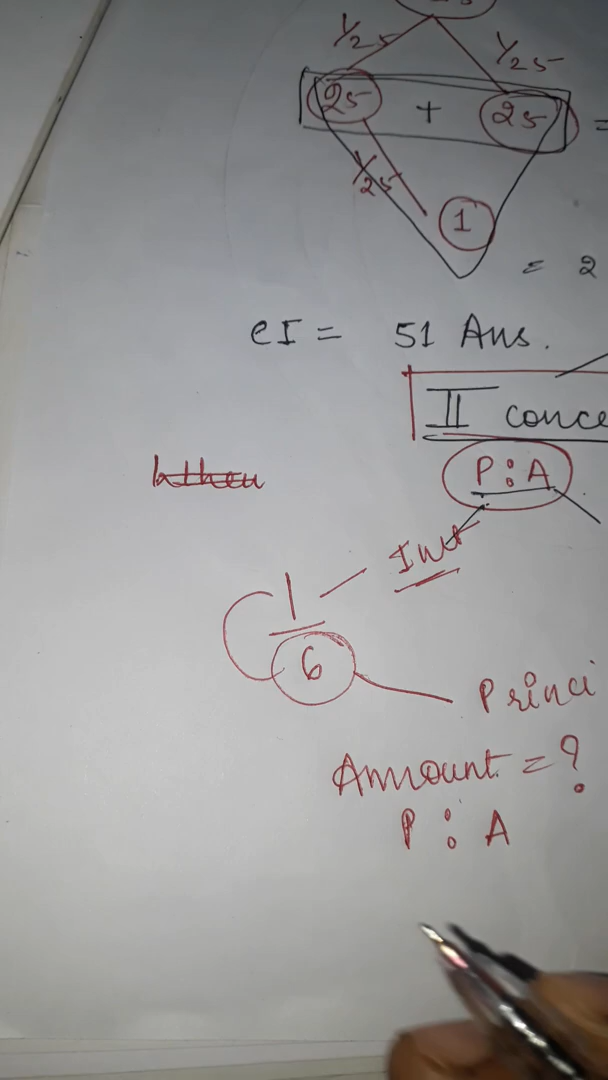 1/25 1/25
25 + 25 =
1/25
1
= 2
CI = 51 Ans.
II conce
P : A
Int
1
6
Princi
Amount = ?
P : A